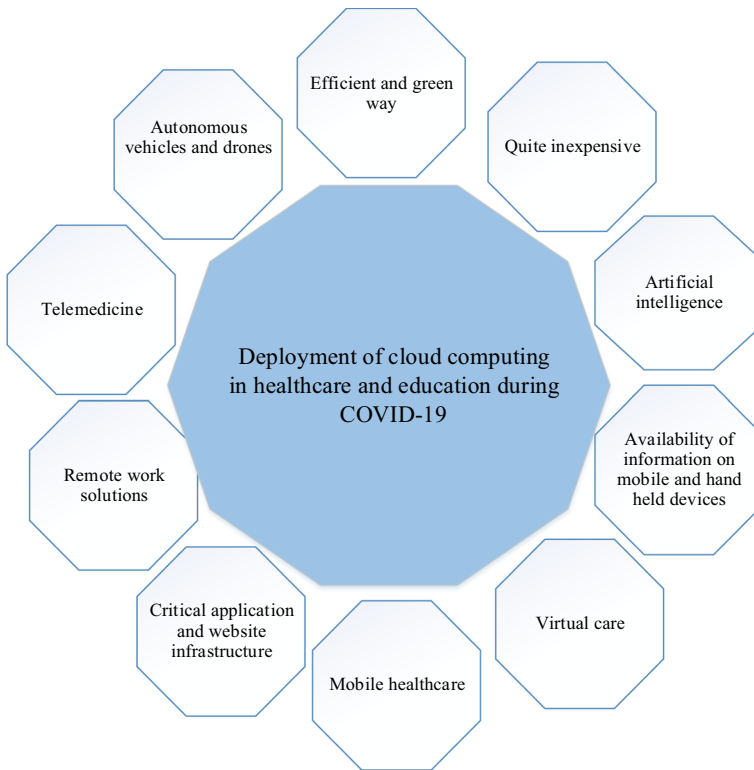 Efficient and green
way
Quite inexpensive
Artificial
intelligence
Availability of
information on
mobile and hand
held devices
Virtual care
Mobile healthcare
Critical application
and website
infrastructure
Remote work
solutions
Telemedicine
Autonomous
vehicles and drones
Deployment of cloud computing
in healthcare and education during
COVID-19